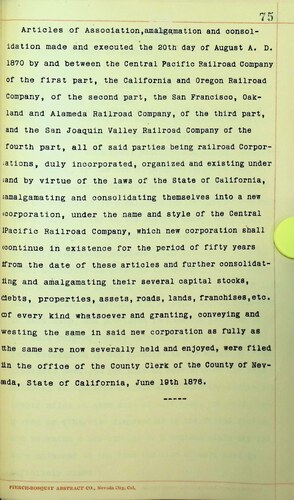 75
Articles of Association,amalgamation and consol-
idation made and executed the 20th day of August A. D.
1870 by and between the Central Pacific Railroad Company
of the first part, the California and Oregon Railroad
Company, of the second part, the San Francisco, Oak-
land and Alameda Railroad Company, of the third part,
and the San Joaquin Valley Railroad Company of the
fourth part, all of said parties being railroad Corpor-
ations, duly incorporated, organized and existing under
and by virtue of the laws of the State of California,
amalgamating and consolidating themselves into a new
corporation, under the name and style of the Central
Pacific Railroad Company, which new corporation shall
continue in existence for the period of fifty years
from the date of these articles and further consolidat-
ing and amalgamating their several capital stocks,
debts, properties, assets, roads, lands, franchises,etc.
of every kind whatsoever and granting, conveying and
vesting the same in said new corporation as fully as
the same are now severally held and enjoyed, were filed
in the office of the County Clerk of the County of Nev-
ada, State of California, June 19th 1876.
-----
PIERCE-BOSQUIT ABSTRACT CO., Nevada City, Cal.